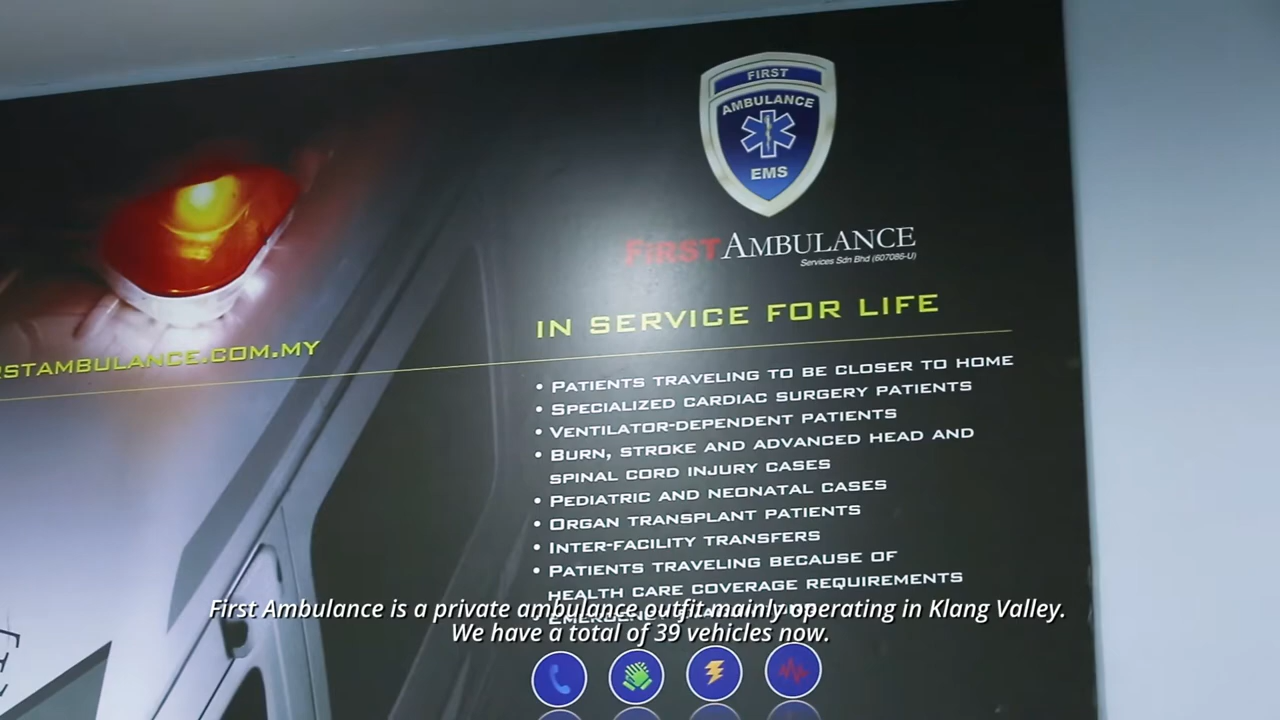 FIRST
AMBULANCE
EMS
FiRSTAMBULANCE
Services Sdn Bhd (607086-U)
IN SERVICE FOR LIFE
RSTAMBULANCE.COM.MY
• PATIENTS TRAVELING TO BE CLOSER TO HOME
• SPECIALIZED CARDIAC SURGERY PATIENTS
• VENTILATOR-DEPENDENT PATIENTS
• BURN, STROKE AND ADVANCED HEAD AND
SPINAL CORD INJURY CASES
• PEDIATRIC AND NEONATAL CASES
• ORGAN TRANSPLANT PATIENTS
• INTER-FACILITY TRANSFERS
• PATIENTS TRAVELING BECAUSE OF
HEALTH CARE COVERAGE REQUIREMENTS
First Ambulance is a private ambulance outfit mainly operating in Klang Valley.
We have a total of 39 vehicles now.